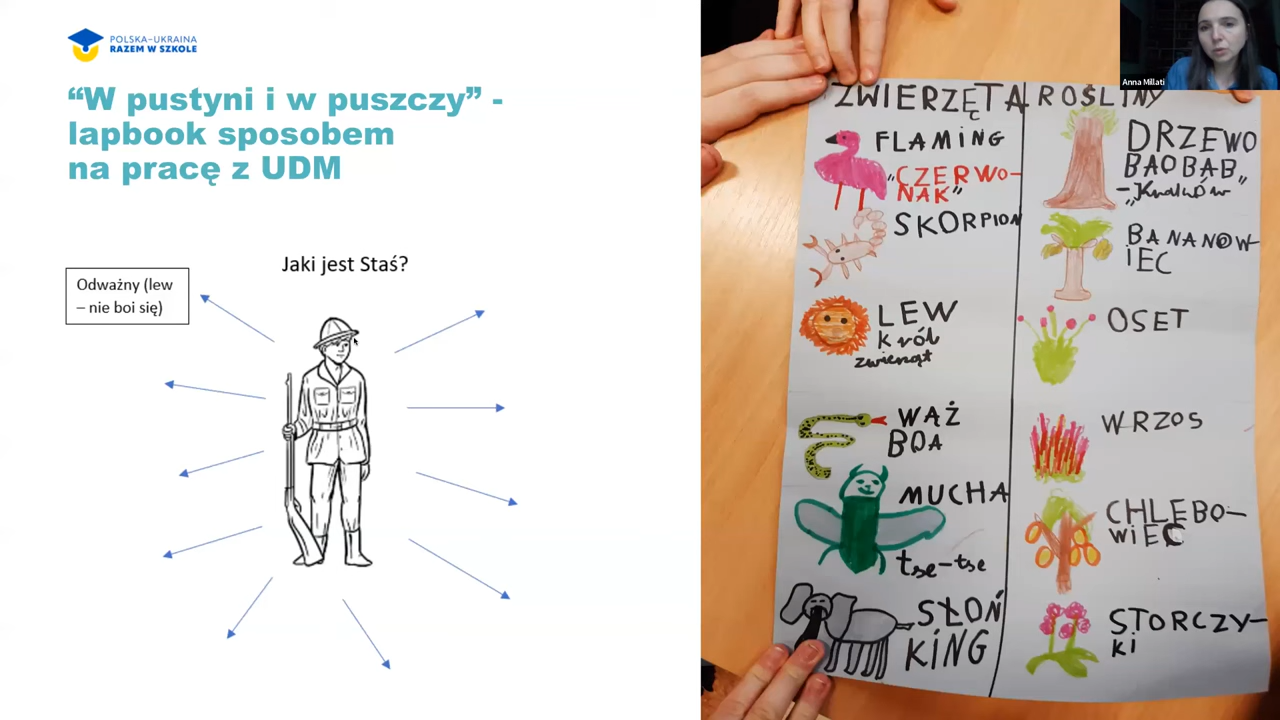 POLSKA–UKRAINA
RAZEM W SZKOLE
“W pustyni i w puszczy” -
lapbook sposobem
na pracę z UDM
Jaki jest Staś?
Odważny (lew
– nie boi się)
Anna Millati
ZWIERZĘTA
FLAMING
„CZERWO-
NAK”
SKORPION
LEW
król
zwierząt
WĄŻ
BOA
MUCHA
tse-tse
SŁOŃ
KING
ROŚLINY
DRZEWO
BAOBAB”
–„Kraków
BANANOW-
IEC
OSET
WRZOS
CHLEBO-
WIEC
STORCZY-
KI